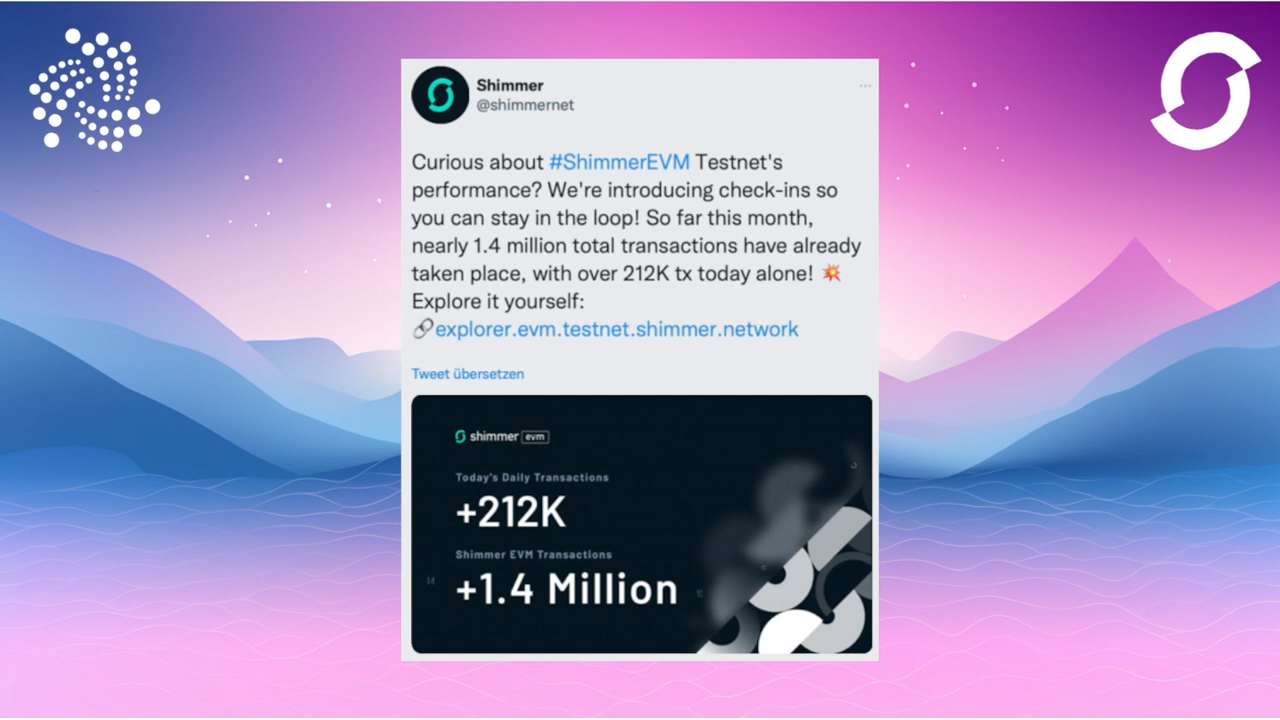 Shimmer
@shimmernet
Curious about #ShimmerEVM Testnet's
performance? We're introducing check-ins so
you can stay in the loop! So far this month,
nearly 1.4 million total transactions have already
taken place, with over 212K tx today alone! 💥
Explore it yourself:
🔗explorer.evm.testnet.shimmer.network
Tweet übersetzen
shimmer evm
Today's Daily Transactions
+212K
Shimmer EVM Transactions
+1.4 Million